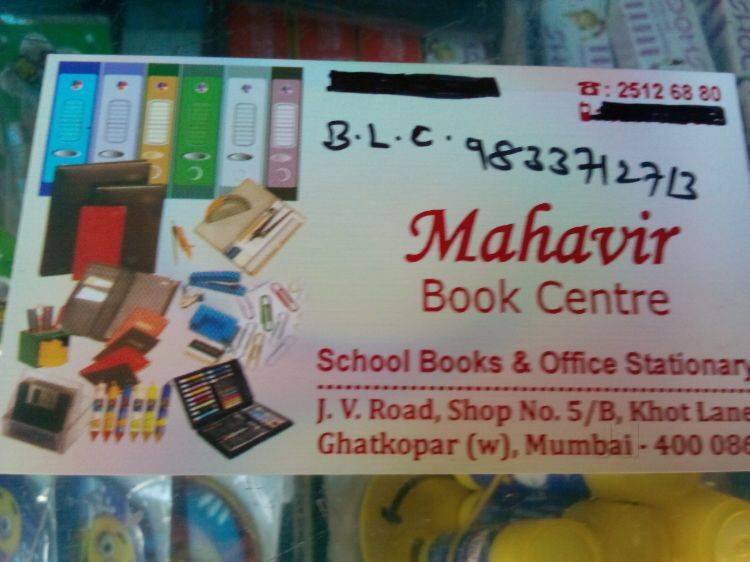 ☎: 2512 68 80
B.L.C. 9833712713
Mahavir
Book Centre
School Books & Office Stationary
J. V. Road, Shop No. 5/B, Khot Lane
Ghatkopar (w), Mumbai - 400 086